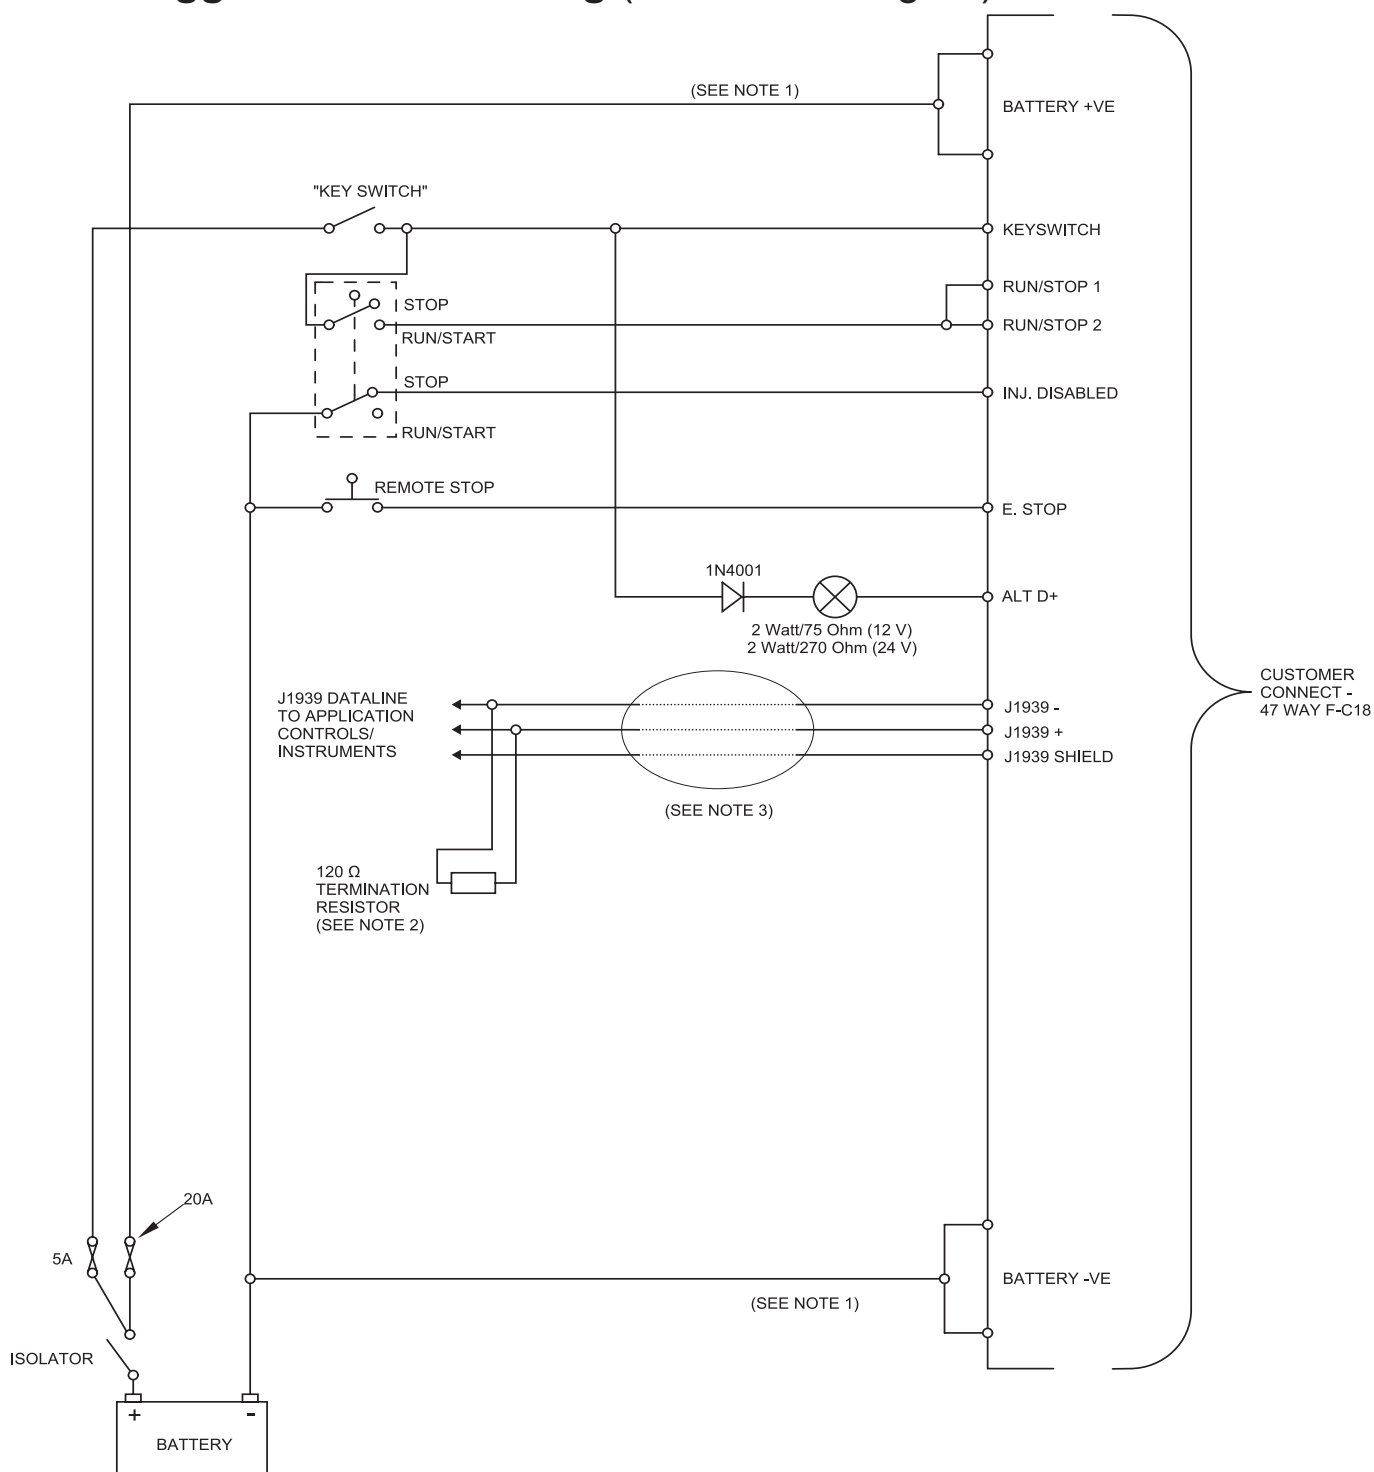 (SEE NOTE 1)
BATTERY +VE
"KEY SWITCH"
KEYSWITCH
RUN/STOP 1
STOP
RUN/STOP 2
RUN/START
STOP
INJ. DISABLED
RUN/START
REMOTE STOP
E. STOP
1N4001
ALT D+
2 Watt/75 Ohm (12 V)
2 Watt/270 Ohm (24 V)
J1939 DATALINE
TO APPLICATION
CONTROLS/
INSTRUMENTS
J1939 -
J1939 +
J1939 SHIELD
CUSTOMER
CONNECT -
47 WAY F-C18
(SEE NOTE 3)
120 Ω
TERMINATION
RESISTOR
(SEE NOTE 2)
20A
5A
BATTERY -VE
(SEE NOTE 1)
ISOLATOR
+ -
BATTERY